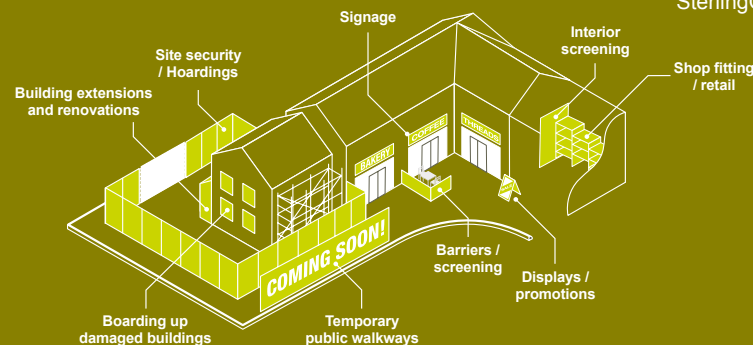 Signage
Interior
screening
Site security
/ Hoardings
Shop fitting
/ retail
Building extensions
and renovations
BAKERY
COFFEE
THREADS
COMING SOON!
Barriers /
screening
Displays /
promotions
Boarding up
damaged buildings
Temporary
public walkways